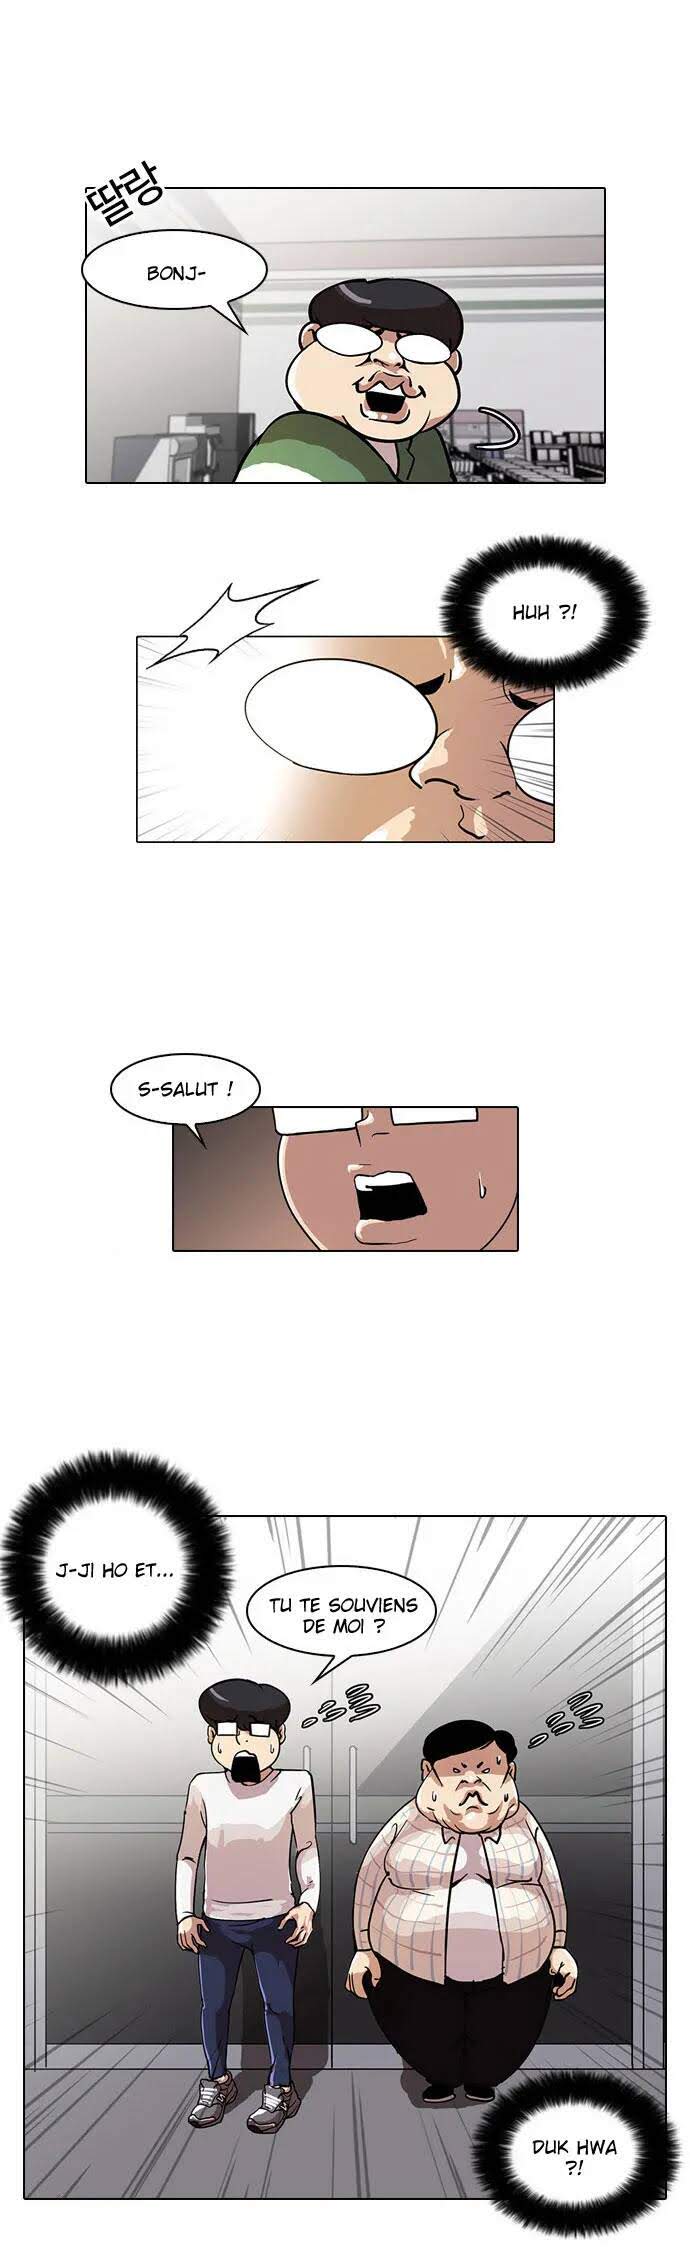 딸랑
BONJ-
HUH ?!
S-SALUT !
J-JI HO ET...
TU TE SOUVIENS
DE MOI ?
DUK HWA
?!